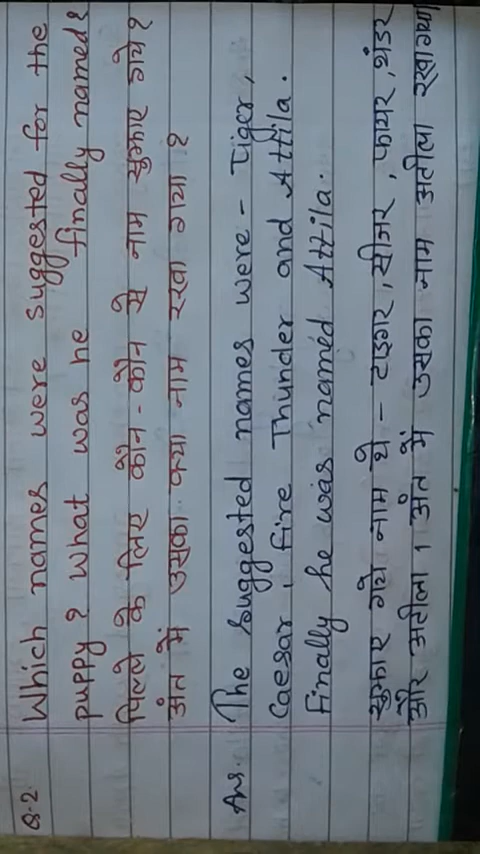 Q.2 Which names were suggested for the
puppy? What was he finally named?
पिल्ले के लिए कौन-कौन से नाम सुझाए गये?
अंत में उसका क्या नाम रखा गया?
Ans. The suggested names were - Tiger,
Caesar, Fire Thunder and Attila.
Finally he was named Attila.
सुझाए गये नाम थे - टाइगर, सीजर, फायर, थंडर
और अटीला। अंत में उसका नाम अटीला रखा गया